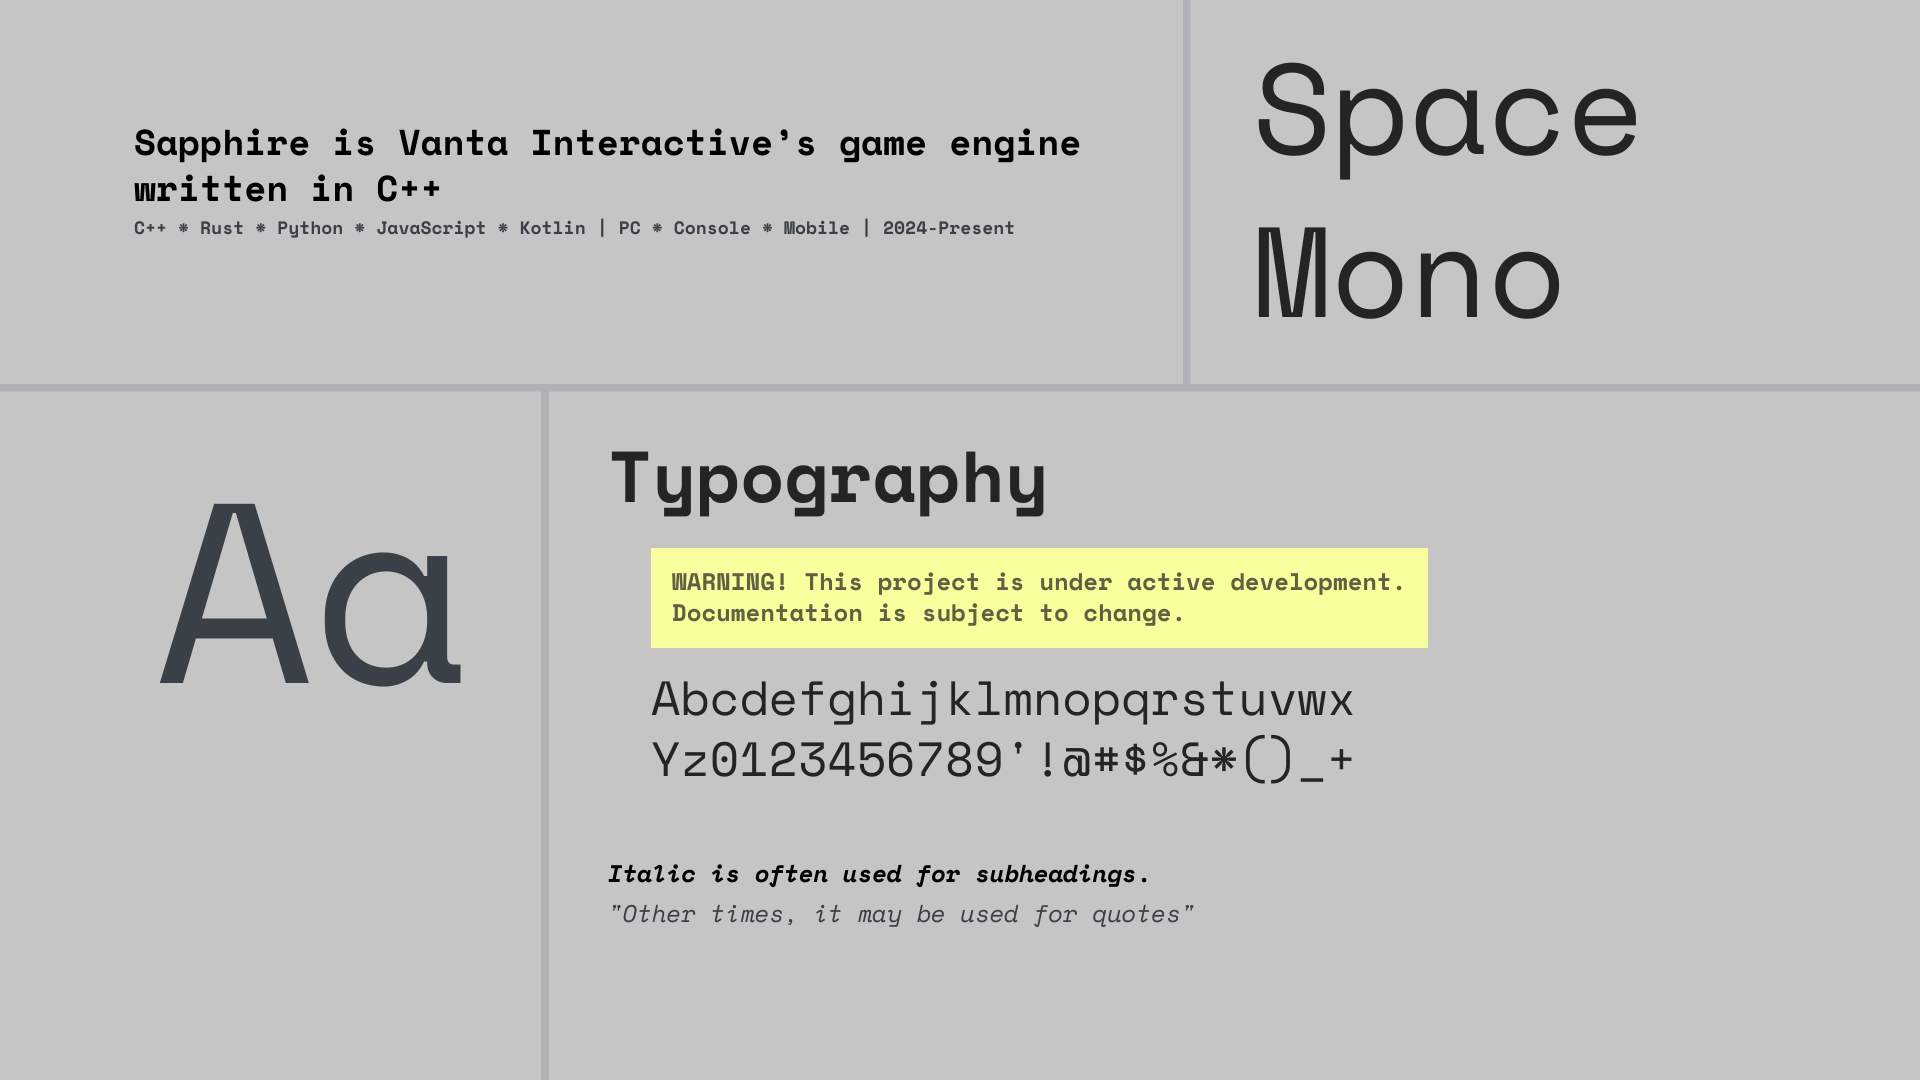 Sapphire is Vanta Interactive’s game engine
written in C++
C++ * Rust * Python * JavaScript * Kotlin | PC * Console * Mobile | 2024-Present
Space
Mono
Aa
Typography
WARNING! This project is under active development.
Documentation is subject to change.
Abcdefghijklmnopqrstuvwx
Yz0123456789'!@#$%&*()_+
Italic is often used for subheadings.
"Other times, it may be used for quotes"